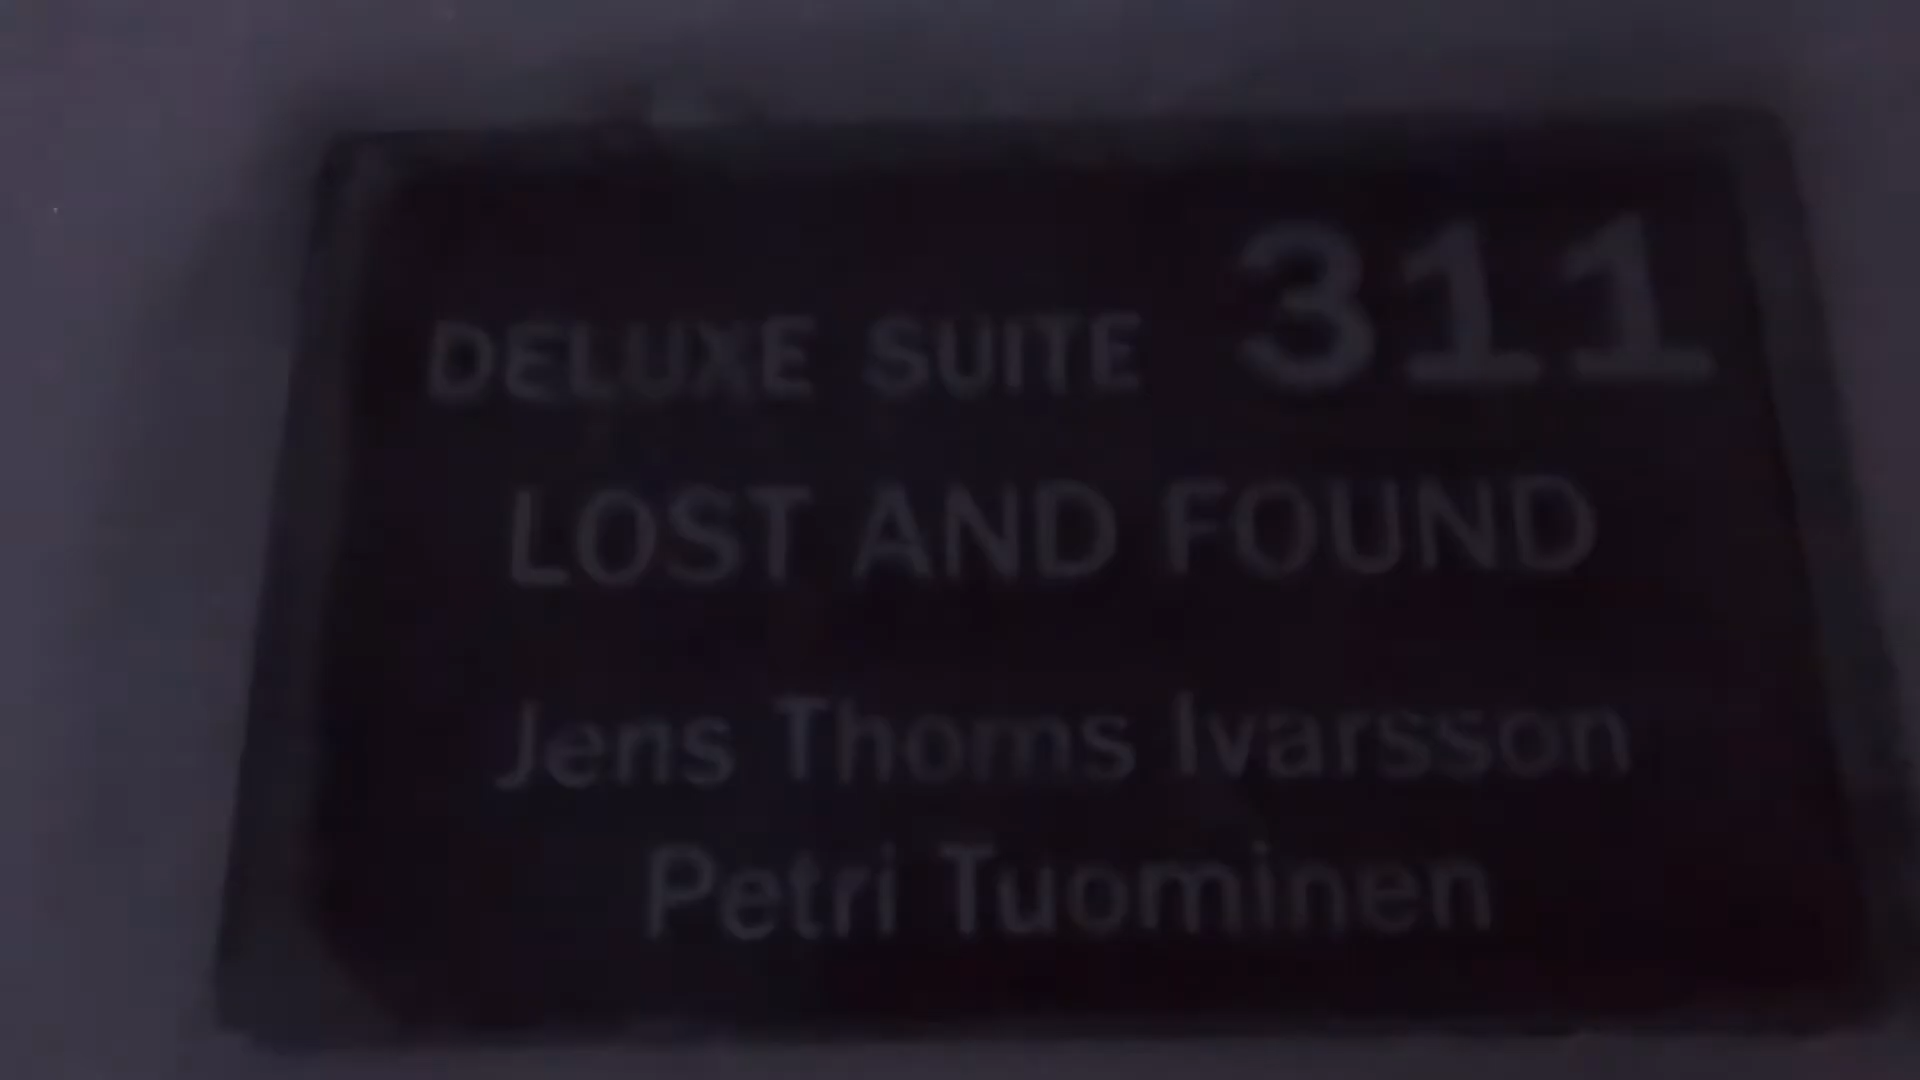 DELUXE SUITE 311
LOST AND FOUND
Jens Thoms Ivarsson
Petri Tuominen